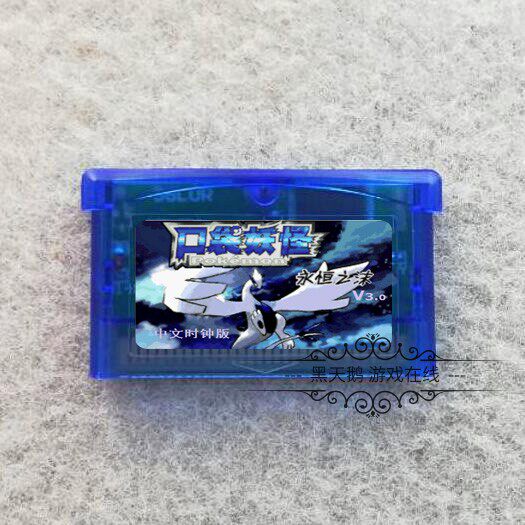 口袋妖怪
Pokemon
永恒之末
V3.0
中文时钟版
黑天鹅 游戏在线